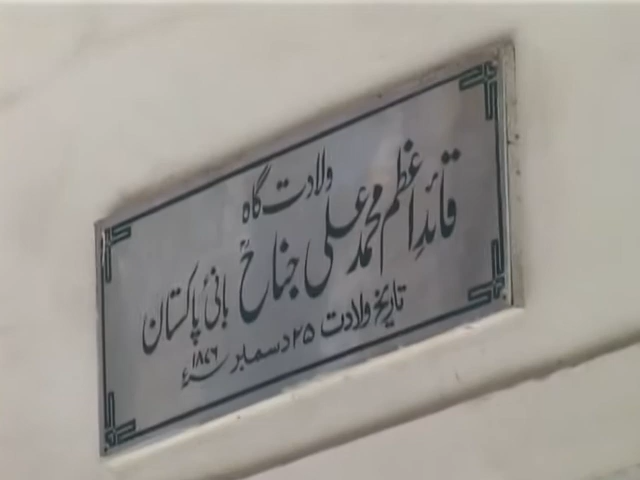 ولادت گاہ
قائدِ اعظم محمد علی جناحؒ بانیٔ پاکستان
تاریخ ولادت ۲۵ دسمبر ۱۸۷۶ء